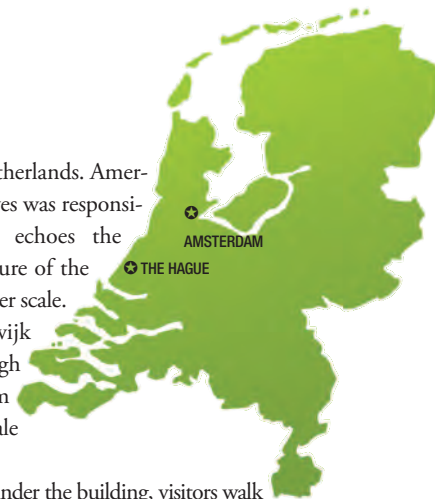 therlands. Amer-
es was responsi-
echoes the
ure of the
er scale.
wijk
gh
m
ale
nder the building, visitors walk
AMSTERDAM
THE HAGUE